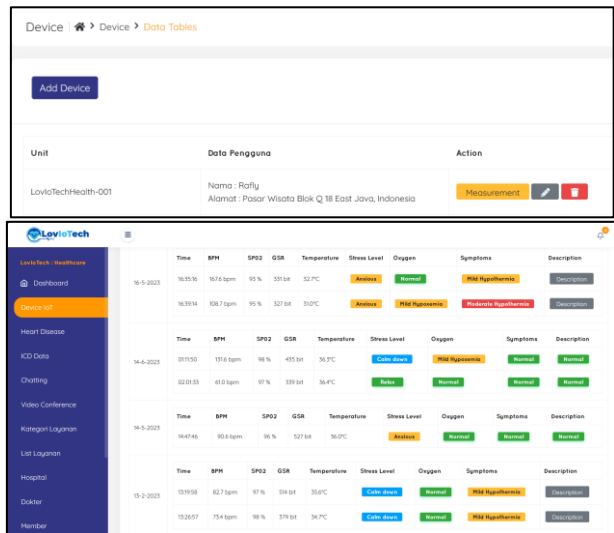 Device Device > Data Tables
Add Device
Unit Data Pengguna Action
LovIoTechHealth-001
Nama : Rafly
Alamat : Pasar Wisata Blok Q 18 East Java, Indonesia
Measurement
LovIoTech
LovIoTech : Healthcare
Dashboard
Device IoT
Heart Disease
ICD Data
Chatting
Video Conference
Kategori Layanan
List Layanan
Hospital
Dokter
Member
16-5-2023
Time BPM SPO2 GSR Temperature Stress Level Oxygen Symptoms Description
16:35:16 167.6 bpm 95 % 331 bit 32.7°C Anxious Normal Mild Hypothermia Description
16:39:14 108.7 bpm 95 % 327 bit 31.0°C Anxious Mild Hypoxemia Moderate Hypothermia Description
14-6-2023
Time BPM SPO2 GSR Temperature Stress Level Oxygen Symptoms Description
01:11:50 131.6 bpm 98 % 435 bit 36.3°C Calm down Mild Hypoxemia Normal Normal
02:01:33 61.0 bpm 97 % 339 bit 36.4°C Relax Normal Normal Normal
14-5-2023
Time BPM SPO2 GSR Temperature Stress Level Oxygen Symptoms Description
19:47:46 90.6 bpm 96 % 527 bit 36.0°C Anxious Normal Normal Normal
13-2-2023
Time BPM SPO2 GSR Temperature Stress Level Oxygen Symptoms Description
13:19:58 82.7 bpm 97 % 514 bit 35.6°C Calm down Normal Mild Hypothermia Description
13:26:57 73.4 bpm 98 % 379 bit 34.7°C Calm down Normal Mild Hypothermia Description